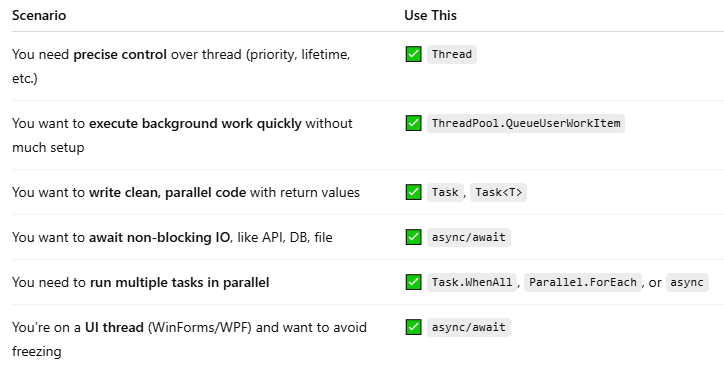 Scenario Use This
You need precise control over thread (priority, lifetime, ✅ Thread
etc.)
You want to execute background work quickly without ✅ ThreadPool.QueueUserWorkItem
much setup
You want to write clean, parallel code with return values ✅ Task, Task<T>
You want to await non-blocking IO, like API, DB, file ✅ async/await
You need to run multiple tasks in parallel ✅ Task.WhenAll, Parallel.ForEach, or async
You’re on a UI thread (WinForms/WPF) and want to avoid ✅ async/await
freezing